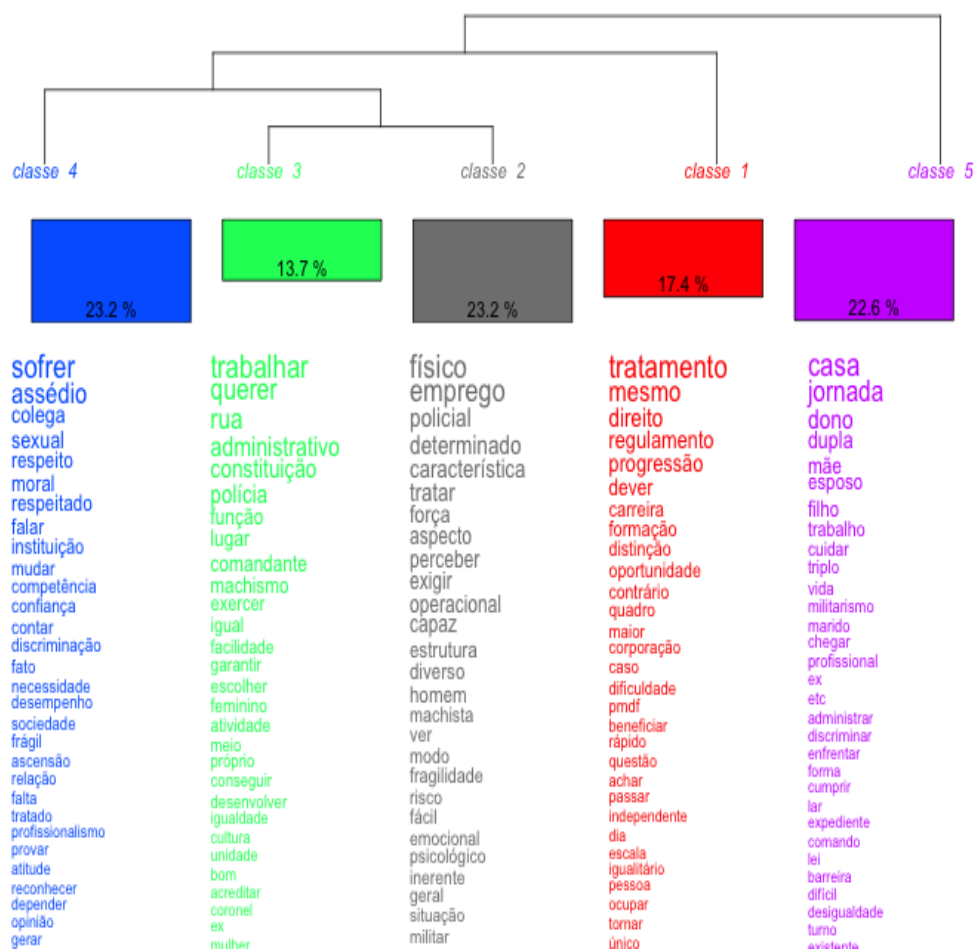 classe 4
classe 3
classe 2
classe 1
classe 5
23.2 %
13.7 %
23.2 %
17.4 %
22.6 %
sofrer
assédio
colega
sexual
respeito
moral
respeitado
falar
instituição
mudar
competência
confiança
contar
discriminação
fato
necessidade
desempenho
sociedade
frágil
ascensão
relação
falta
tratado
profissionalismo
provar
atitude
reconhecer
depender
opinião
gerar
trabalhar
querer
rua
administrativo
constituição
polícia
função
lugar
comandante
machismo
exercer
igual
facilidade
garantir
escolher
feminino
atividade
meio
próprio
conseguir
desenvolver
igualdade
cultura
unidade
bom
acreditar
coronel
ex
mulher
físico
emprego
policial
determinado
característica
tratar
força
aspecto
perceber
exigir
operacional
capaz
estrutura
diverso
homem
machista
ver
modo
fragilidade
risco
fácil
emocional
psicológico
inerente
geral
situação
militar
tratamento
mesmo
direito
regulamento
progressão
dever
carreira
formação
distinção
oportunidade
contrário
quadro
maior
corporação
caso
dificuldade
pmdf
beneficiar
rápido
questão
achar
passar
independente
dia
escala
igualitário
pessoa
ocupar
tornar
único
casa
jornada
dono
dupla
mãe
esposo
filho
trabalho
cuidar
triplo
vida
militarismo
marido
chegar
profissional
ex
etc
administrar
discriminar
enfrentar
forma
cumprir
lar
expediente
comando
lei
barreira
difícil
desigualdade
turno
existente